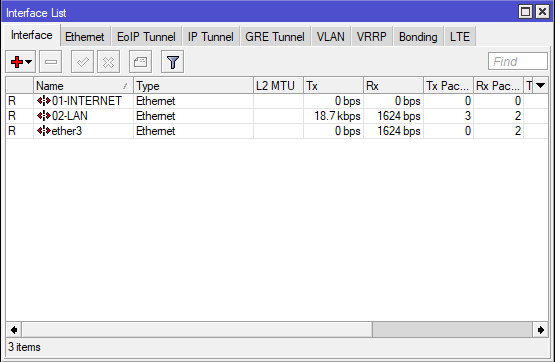 Interface List
Interface Ethernet EoIP Tunnel IP Tunnel GRE Tunnel VLAN VRRP Bonding LTE
Find
Name Type L2 MTU Tx Rx Tx Pac... Rx Pac... T
R 01-INTERNET Ethernet 0 bps 0 bps 0 0
R 02-LAN Ethernet 18.7 kbps 1624 bps 3 2
R ether3 Ethernet 0 bps 1624 bps 0 2
3 items